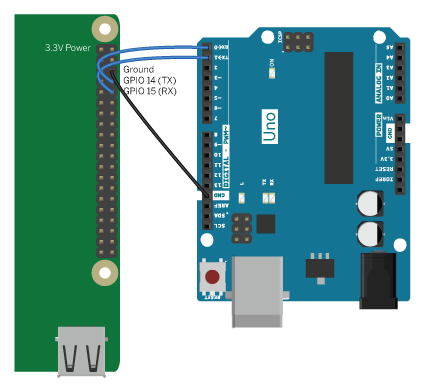 3.3V Power
Ground
GPIO 14 (TX)
GPIO 15 (RX)
RX←0
TX→1
2
3~
4
5~
6~
7
8
9~
10~
11~
12
13
GND
AREF
SDA
SCL
DIGITAL (PWM~)
ICSP
ON
L
TX
RX
Uno
A5
A4
A3
A2
A1
A0
ANALOG IN
Vin
GND
5V
3.3V
RESET
IOREF
POWER
RESET